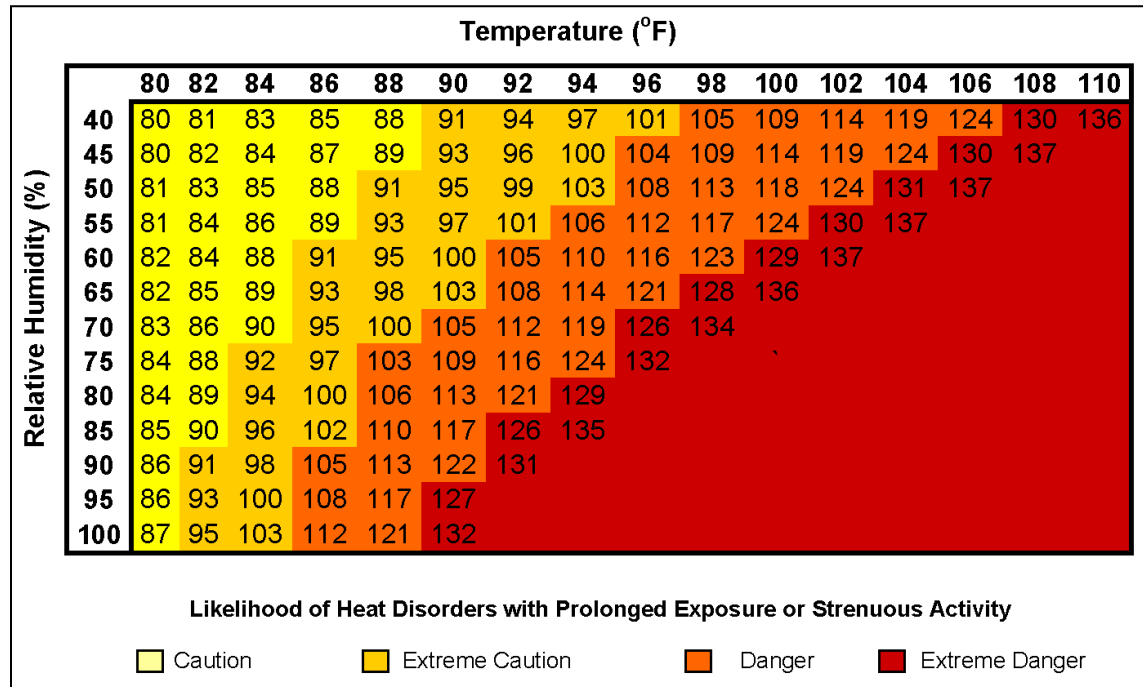 Temperature (°F)
80 82 84 86 88 90 92 94 96 98 100 102 104 106 108 110
Relative Humidity (%)
40 80 81 83 85 88 91 94 97 101 105 109 114 119 124 130 136
45 80 82 84 87 89 93 96 100 104 109 114 119 124 130 137
50 81 83 85 88 91 95 99 103 108 113 118 124 131 137
55 81 84 86 89 93 97 101 106 112 117 124 130 137
60 82 84 88 91 95 100 105 110 116 123 129 137
65 82 85 89 93 98 103 108 114 121 128 136
70 83 86 90 95 100 105 112 119 126 134
75 84 88 92 97 103 109 116 124 132
80 84 89 94 100 106 113 121 129
85 85 90 96 102 110 117 126 135
90 86 91 98 105 113 122 131
95 86 93 100 108 117 127
100 87 95 103 112 121 132
Likelihood of Heat Disorders with Prolonged Exposure or Strenuous Activity
Caution Extreme Caution Danger Extreme Danger